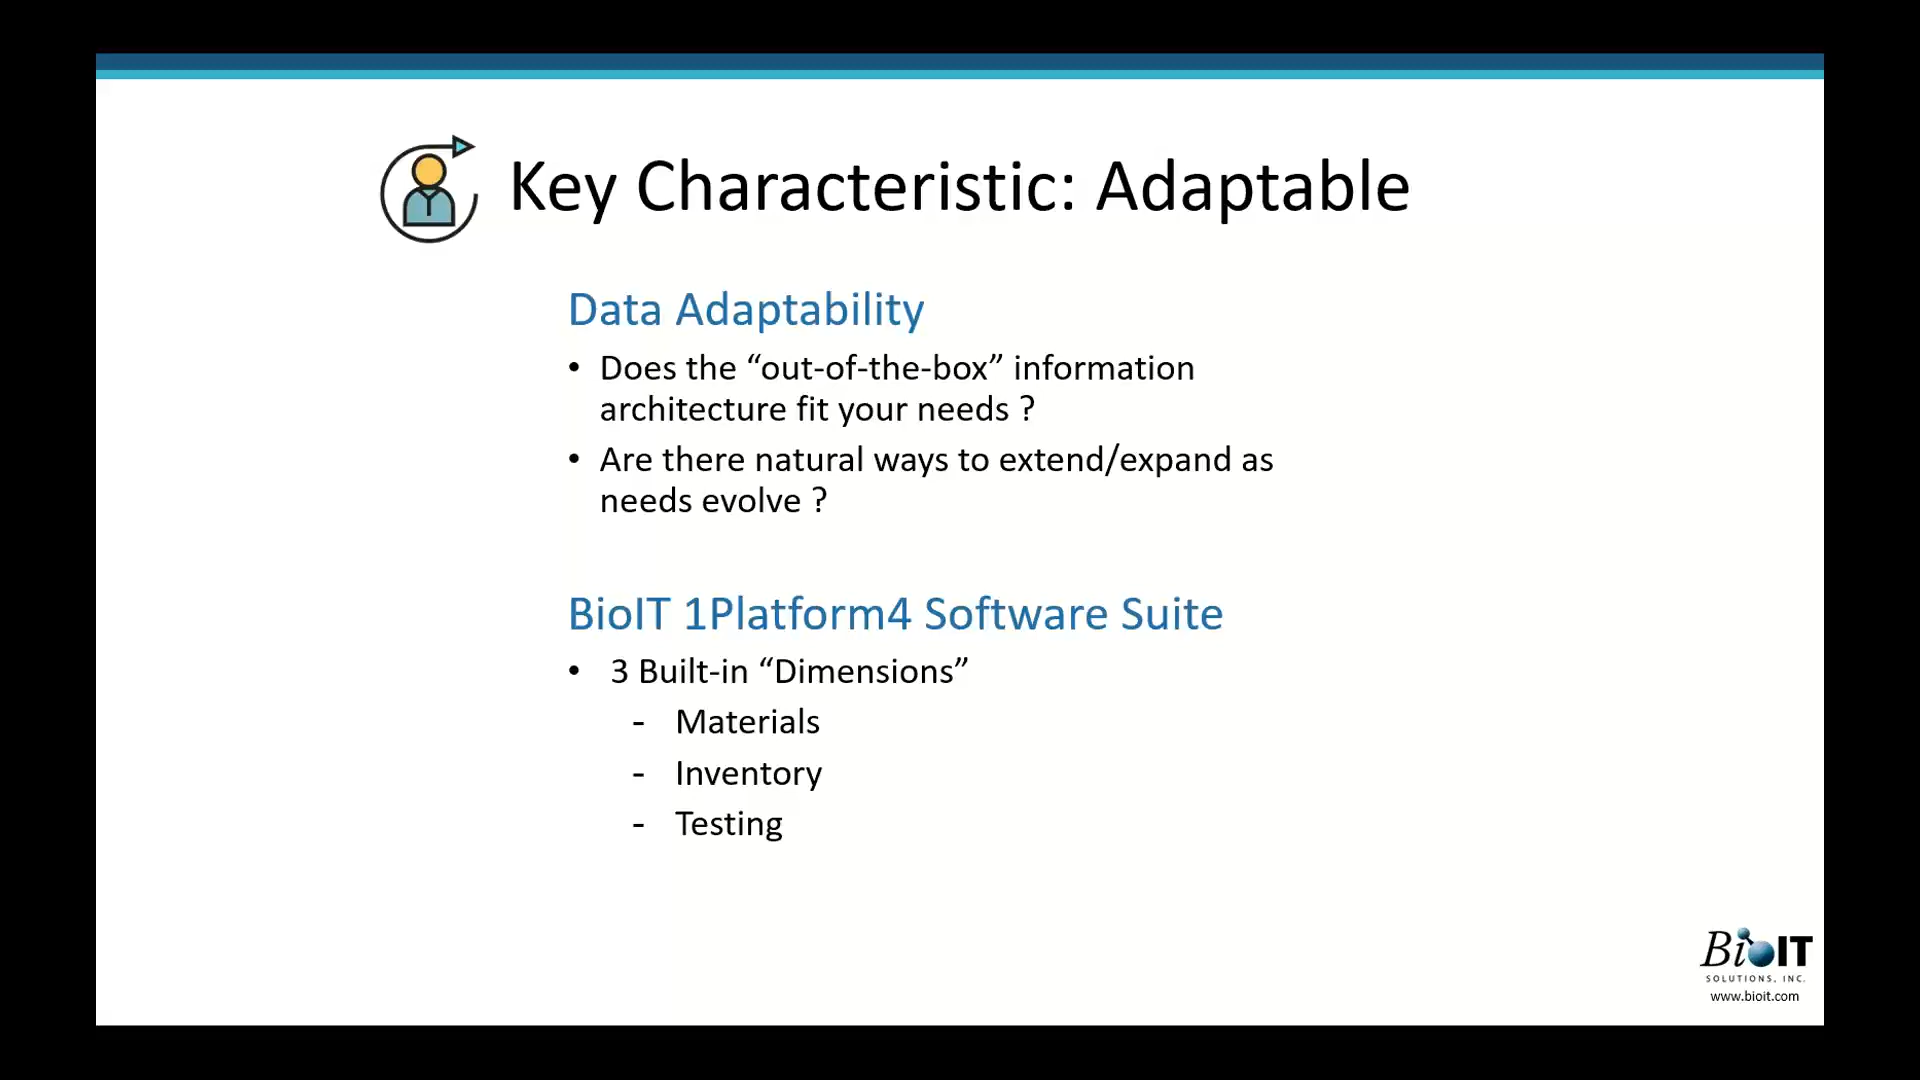 Key Characteristic: Adaptable
Data Adaptability
• Does the “out-of-the-box” information
architecture fit your needs ?
• Are there natural ways to extend/expand as
needs evolve ?
BioIT 1Platform4 Software Suite
• 3 Built-in “Dimensions”
- Materials
- Inventory
- Testing
BioIT
SOLUTIONS, INC.
www.bioit.com